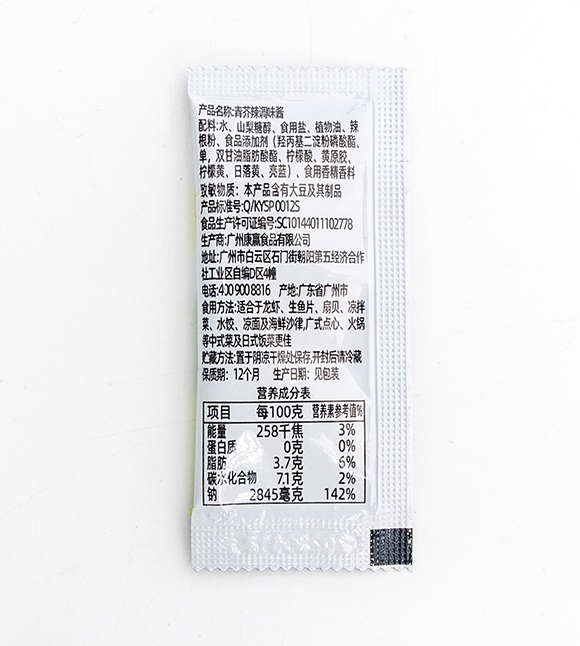 产品名称:青芥辣调味酱
配料:水、山梨糖醇、食用盐、植物油、辣
根粉、食品添加剂（羟丙基二淀粉磷酸酯、
单，双甘油脂肪酸酯、柠檬酸、黄原胶、
柠檬黄、日落黄、亮蓝）、食用香精香料
致敏物质：本产品含有大豆及其制品
产品标准号:Q/KYSP 0012S
食品生产许可证编号:SC10144011102778
生产商:广州康赢食品有限公司
地址:广州市白云区石门街朝阳第五经济合作
社工业区自编D区4幢
电话:400 900 8816 产地:广东省广州市
食用方法:适合于龙虾、生鱼片、扇贝、凉拌
菜、水饺、凉面及海鲜沙律,广式点心、火锅
等中式菜及日式饭菜更佳
贮藏方法:置于阴凉干燥处保存,开封后请冷藏
保质期：12个月 生产日期：见包装
营养成分表
项目 每100克 营养素参考值%
能量 258千焦 3%
蛋白质 0克 0%
脂肪 3.7克 6%
碳水化合物 7.1克 2%
钠 2845毫克 142%